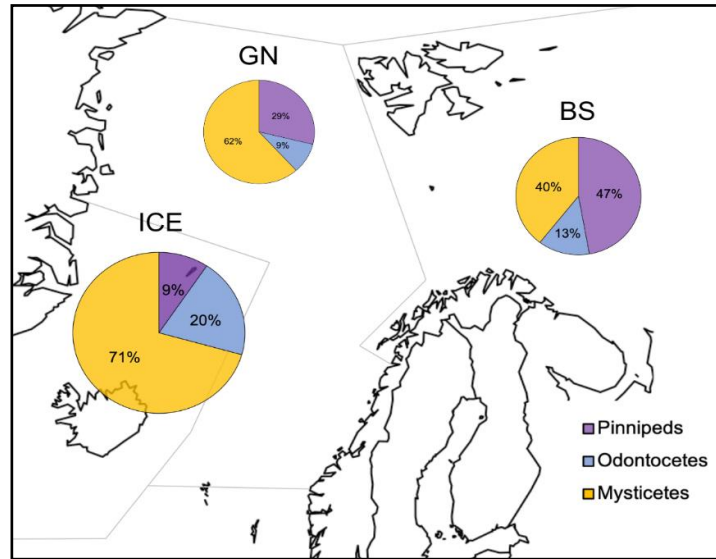 GN
29%
62%
9%
BS
40%
47%
13%
ICE
9%
20%
71%
Pinnipeds
Odontocetes
Mysticetes